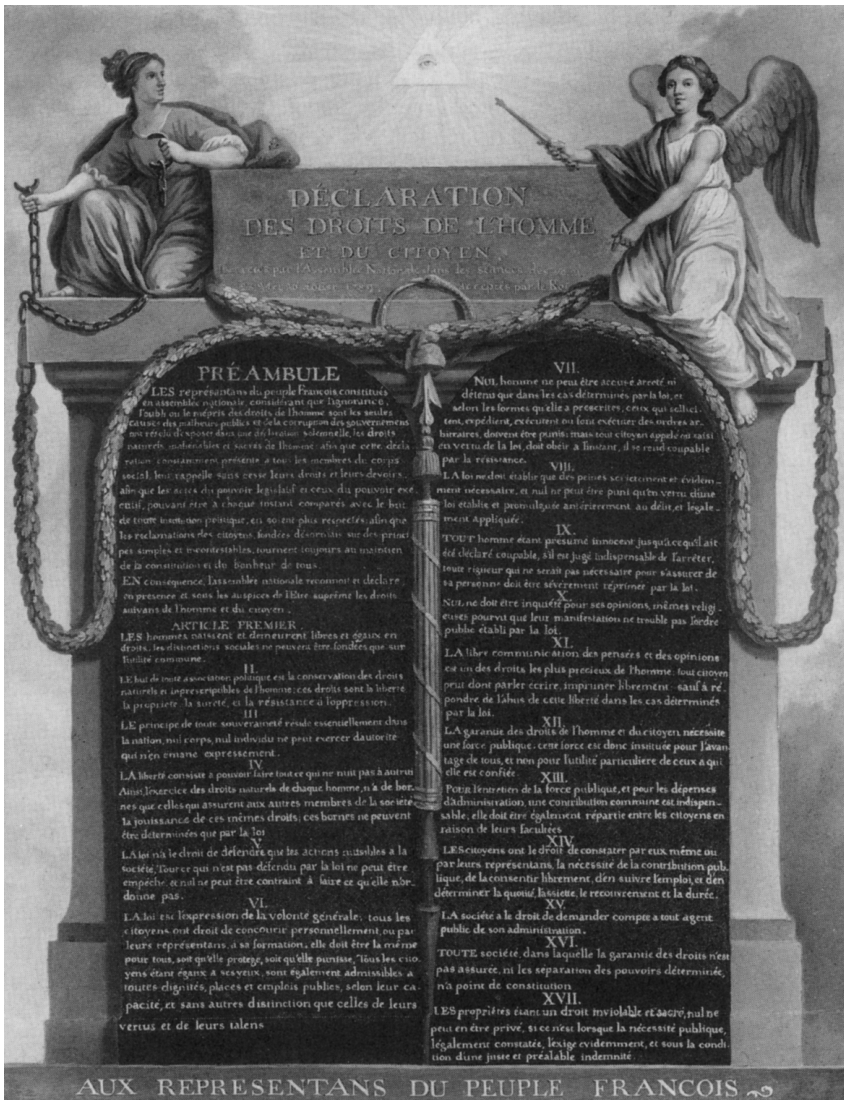 DÉCLARATION
DES DROITS DE L'HOMME
ET DU CITOYEN,
PRÉAMBULE
LES représentans du peuple François constitués
en assemblée nationale, considérant que l'ignorance,
l'oubli ou le mépris des droits de l'homme sont les seules
causes des malheurs publics et de la corruption des gouvernemens
ont résolu d'exposer dans une déclaration solemnelle, les droits
naturels, inaliénables et sacrés de l'homme; afin que cette décla
ration, constamment présente a tous les membres du corps
social, leur rappelle sans cesse leurs droits et leurs devoirs,
afin que les actes du pouvoir législatif et ceux du pouvoir exé
cutif, pouvant être a chaque instant comparés avec le but
de toute institution politique, en soient plus respectés; afin que
les reclamations des citoyens, fondées désormais sur des princi
pes simples et incontestables, tournent toujours au maintien
de la constitution et du bonheur de tous.
EN conséquence, l'assemblée nationale reconnoit et déclare,
en présence et sous les auspices de l'Être suprême les droits
suivans de l'homme et du citoyen.
ARTICLE PREMIER.
LES hommes naissent et demeurent libres et égaux en
droits. les distinctions sociales ne peuvent être fondées que sur
l'utilité commune.
II.
LE but de toute association politique est la conservation des droits
naturels et inprescriptibles de l'homme; ces droits sont la liberté,
la propriété, la sureté, et la résistance à l'oppression.
III
LE principe de toute souveraineté réside essentiellement dans
la nation, nul corps, nul individu ne peut exercer d'autorité
qui n'en emane expressement.
IV.
LA liberté consiste a pouvoir faire tout ce qui ne nuit pas à autrui
Ainsi, l'exercice des droits naturels de chaque homme, n'a de bor
nes que celles qui assurent aux autres membres de la société
la jouissance de ces mêmes droits; ces bornes ne peuvent
être déterminées que par la loi
V.
LA loi n'a le droit de défendre que les actions nuisibles a la
société. Tout ce qui n'est pas défendu par la loi ne peut être
empêché, et nul ne peut être contraint à faire ce qu'elle n'or-
donne pas.
VI.
LA loi est l'expression de la volonté générale; tous les
citoyens ont droit de concourir personnellement, ou par
leurs représentans, à sa formation; elle doit être la même
pour tous, soit qu'elle protege, soit qu'elle punisse, Tous les cito
yens étant égaux a ses yeux, sont également admissibles a
toutes dignités, places et emplois publics, selon leur ca
pacité, et sans autres distinction que celles de leurs
vertus et de leurs talens
VII.
NUL homme ne peut être accusé, arreté, ni
détenu que dans les cas déterminés par la loi, et
selon les formes qu'elle a prescrites, ceux qui sollici
tent, expédient, exécutent ou font exécuter des ordres ar-
bitraires, doivent être punis; mais tout citoyen appelé ou saisi
en vertu de la loi, doit obéir a l'instant, il se rend coupable
par la résistance.
VIII.
LA loi ne doit établir que des peines strictement et évidem-
ment nécessaire, et nul ne peut être puni qu'en vertu d'une
loi établie et promulguée antérierement au délit, et légale-
ment appliquée.
IX.
TOUT homme étant présumé innocent jusqu'à ce qu'il ait
été déclaré coupable, s'il est jugé indispensable de l'arrêter,
toute rigueur qui ne serait pas nécessaire pour s'assurer de
sa personne doit être sévèrement réprimée par la loi.
X.
NUL ne doit être inquiété pour ses opinions, mêmes religi
euses pourvu que leur manifestation ne trouble pas l'ordre
public établi par la loi.
XI.
LA libre communication des pensées et des opinions
est un des droits les plus precieux de l'homme: tout citoyen
peut dont parler écrire, imprimer librement: sauf à ré
pondre de l'abus de cette liberté dans les cas déterminés
par la loi.
XII.
LA garantie des droits de l'homme et du citoyen nécessite
une force publique: cette force est donc instituée pour l'avan
tage de tous, et non pour l'utilité particulière de ceux a qui
elle est confiée
XIII.
POUR l'entretien de la force publique, et pour les dépenses
d'administration, une contribution commune est indispen-
sable, elle doit être également répartie entre les citoyens en
raison de leurs facultées
XIV.
LES citoyens ont le droit de constater par eux même ou
par leurs représentans, la nécessité de la contribution pub-
lique, de la consentir librement, d'en suivre l'emploi, et d'en
déterminer la quotité, l'assiette, le recouvrement et la durée.
XV.
LA société a le droit de demander compte a tout agent
public de son administration.
XVI.
TOUTE société, dans laquelle la garantie des droits n'est
pas assurée, ni les séparation des pouvoirs déterminée,
n'a point de constitution
XVII.
LES propriétés étant un droit inviolable et sacré, nul ne
peut en être privé, si ce n'est lorsque la nécessité publique,
légalement constatée, l'exige evidemment, et sous la condi
tion d'une juste et préalable indemnité.
AUX REPRESENTANS DU PEUPLE FRANCOIS